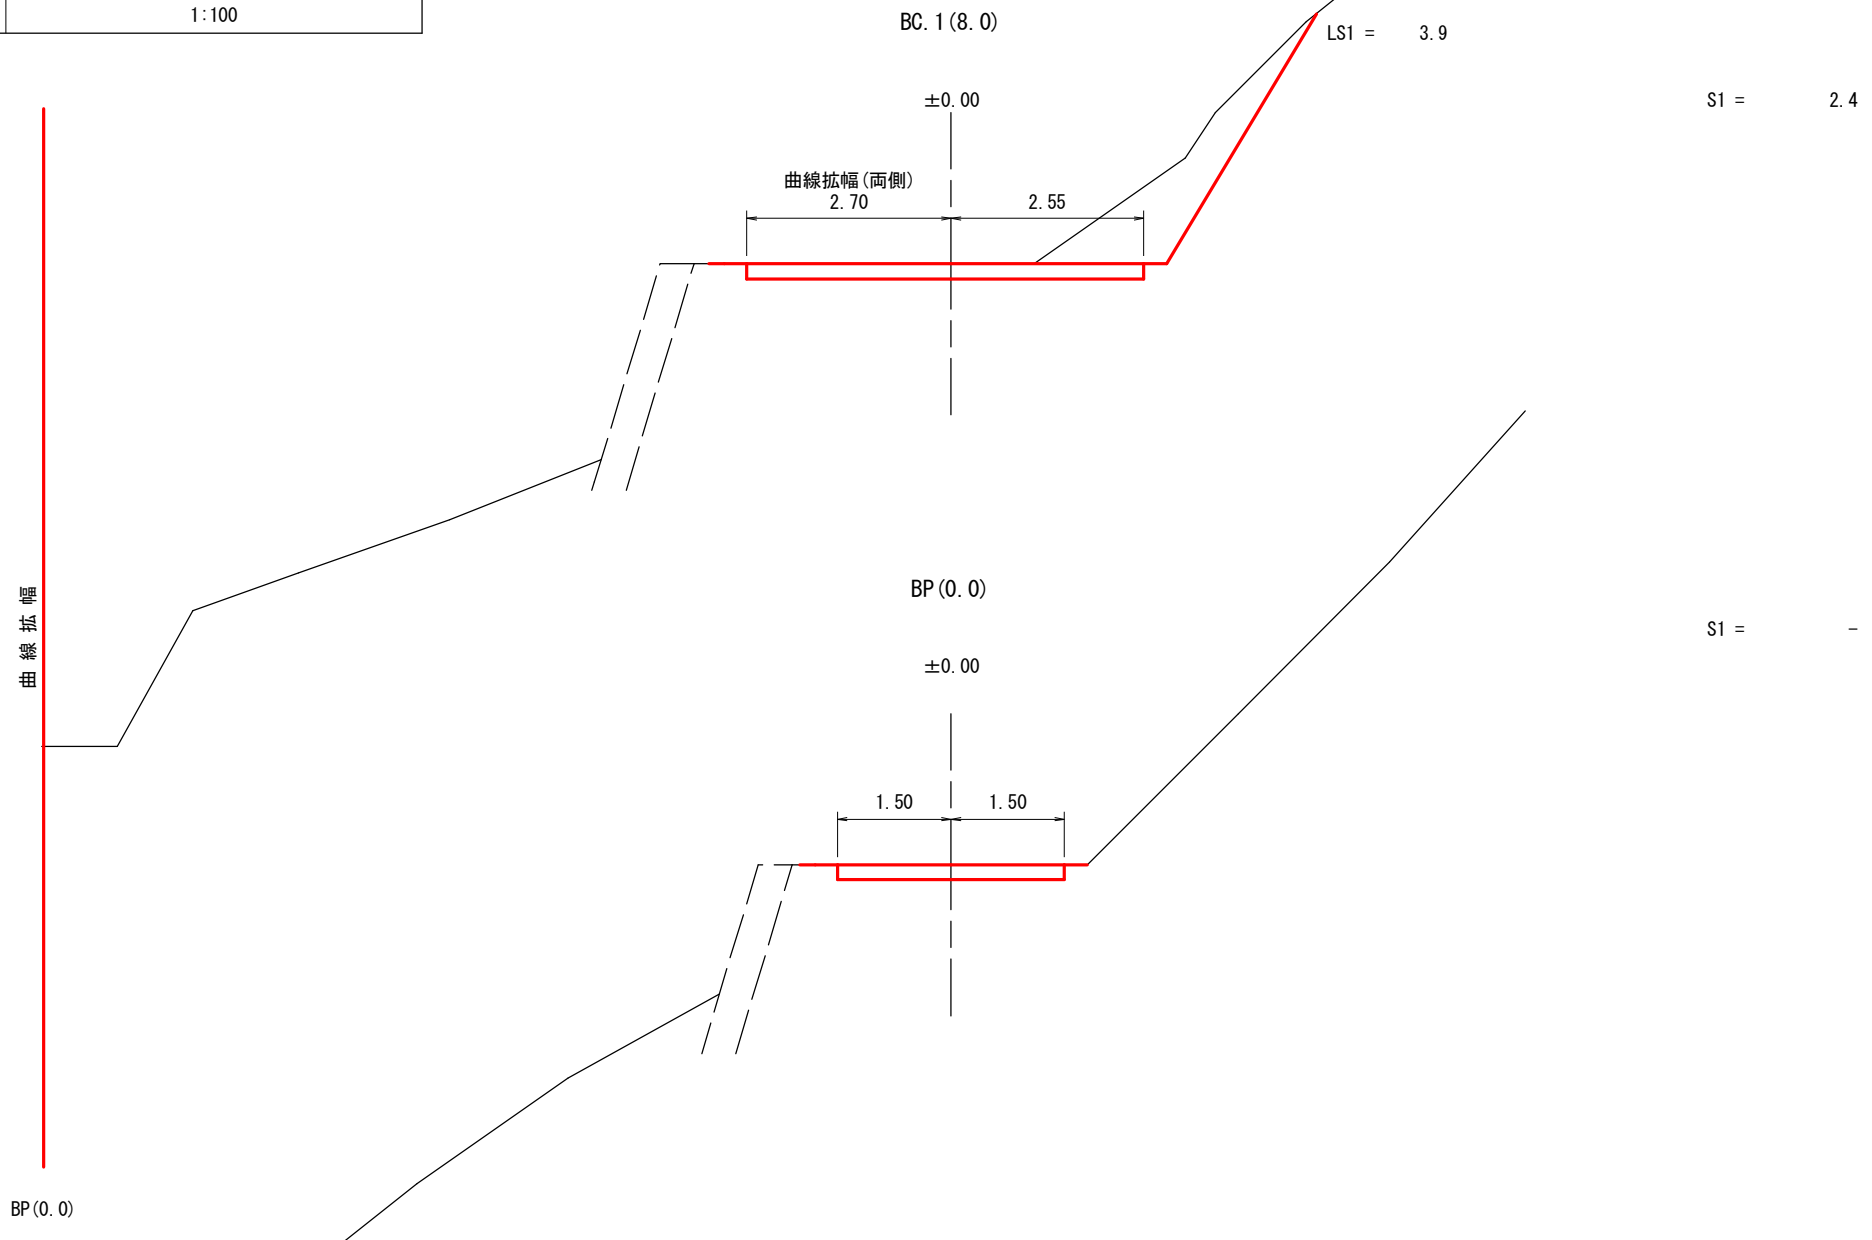 1:100
BC.1(8.0)
LS1 = 3.9
±0.00
S1 = 2.4
曲線拡幅(両側)
2.70
2.55
曲線拡幅
BP(0.0)
S1 = -
±0.00
1.50
1.50
BP(0.0)